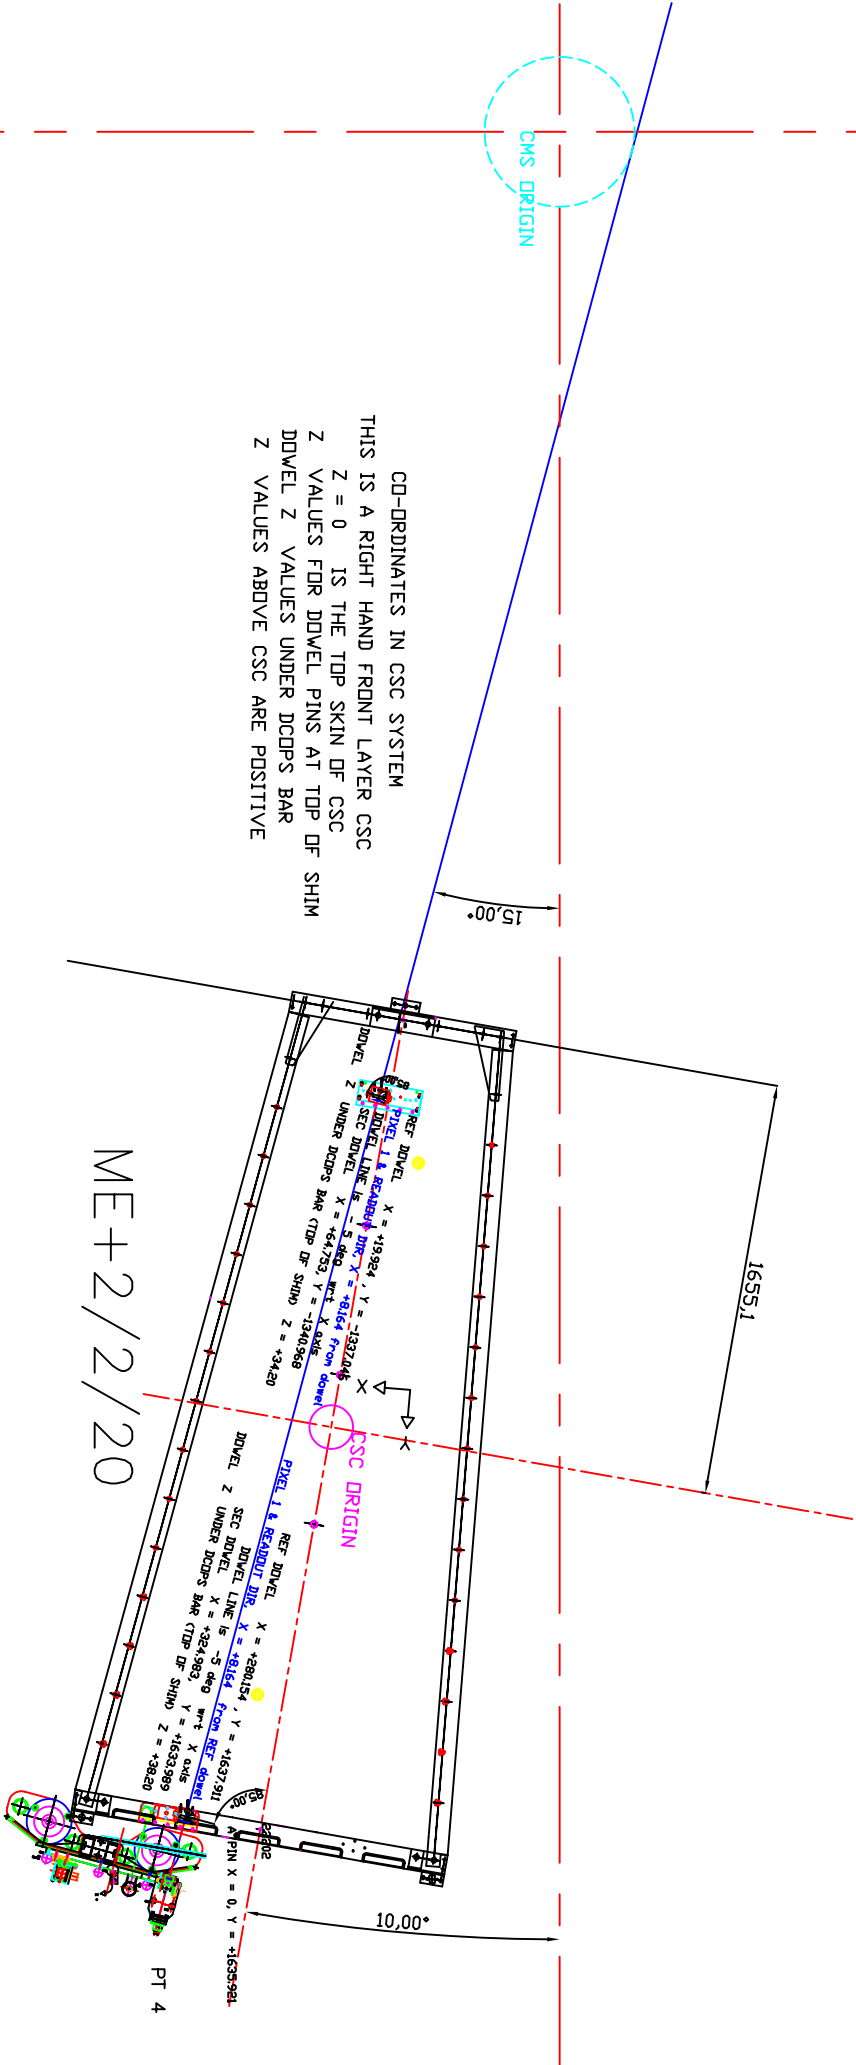 CMS ORIGIN
CO-ORDINATES IN CSC SYSTEM
THIS IS A RIGHT HAND FRONT LAYER CSC
Z = 0 IS THE TOP SKIN OF CSC
Z VALUES FOR DOWEL PINS AT TOP OF SHIM
DOWEL Z VALUES UNDER DCOPS BAR
Z VALUES ABOVE CSC ARE POSITIVE
15,00°
1655,1
85,00°
REF DOWEL X = +19.924 , Y = -1337.046
PIXEL 1 & READOUT DIR, X = +8.164 from dowel
DOWEL LINE is - 5 deg wrt X axis
SEC DOWEL X = +64.753, Y = -1340.968
DOWEL Z UNDER DCOPS BAR (TOP OF SHIM) Z = +34.20
X
Y
CSC ORIGIN
ME+2/2/20
REF DOWEL X = +280.154 , Y = +1637.911
PIXEL 1 & READOUT DIR, X = +8.164 from REF dowel
DOWEL LINE is -5 deg wrt X axis
SEC DOWEL X = +324.983, Y = +1633.989
DOWEL Z UNDER DCOPS BAR (TOP OF SHIM) Z = +38.20
95,00°
A PIN X = 0, Y = +1635.921
10,00°
PT 4